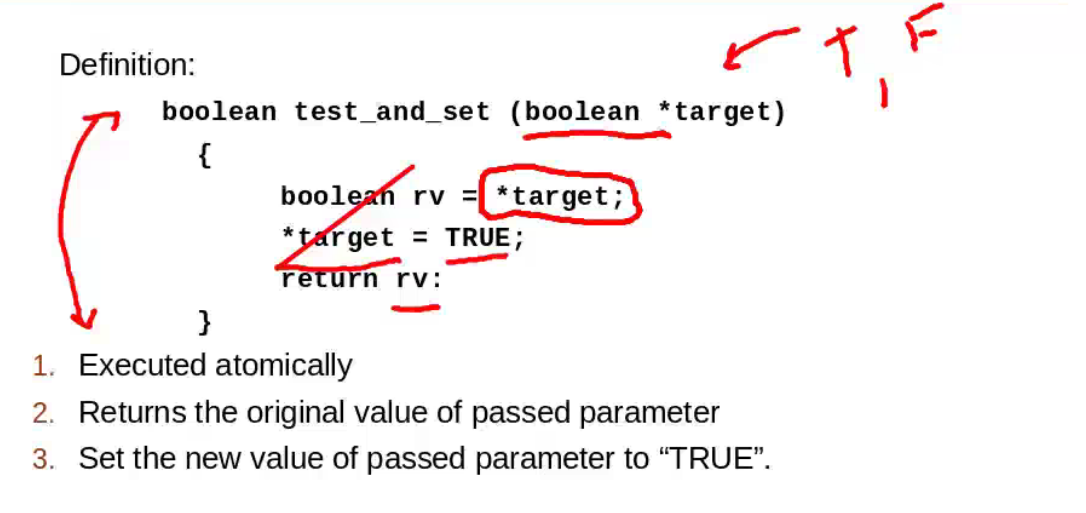 T, F
Definition:
boolean test_and_set (boolean *target)
{
boolean rv = *target;
*target = TRUE;
return rv:
}
1. Executed atomically
2. Returns the original value of passed parameter
3. Set the new value of passed parameter to “TRUE”.